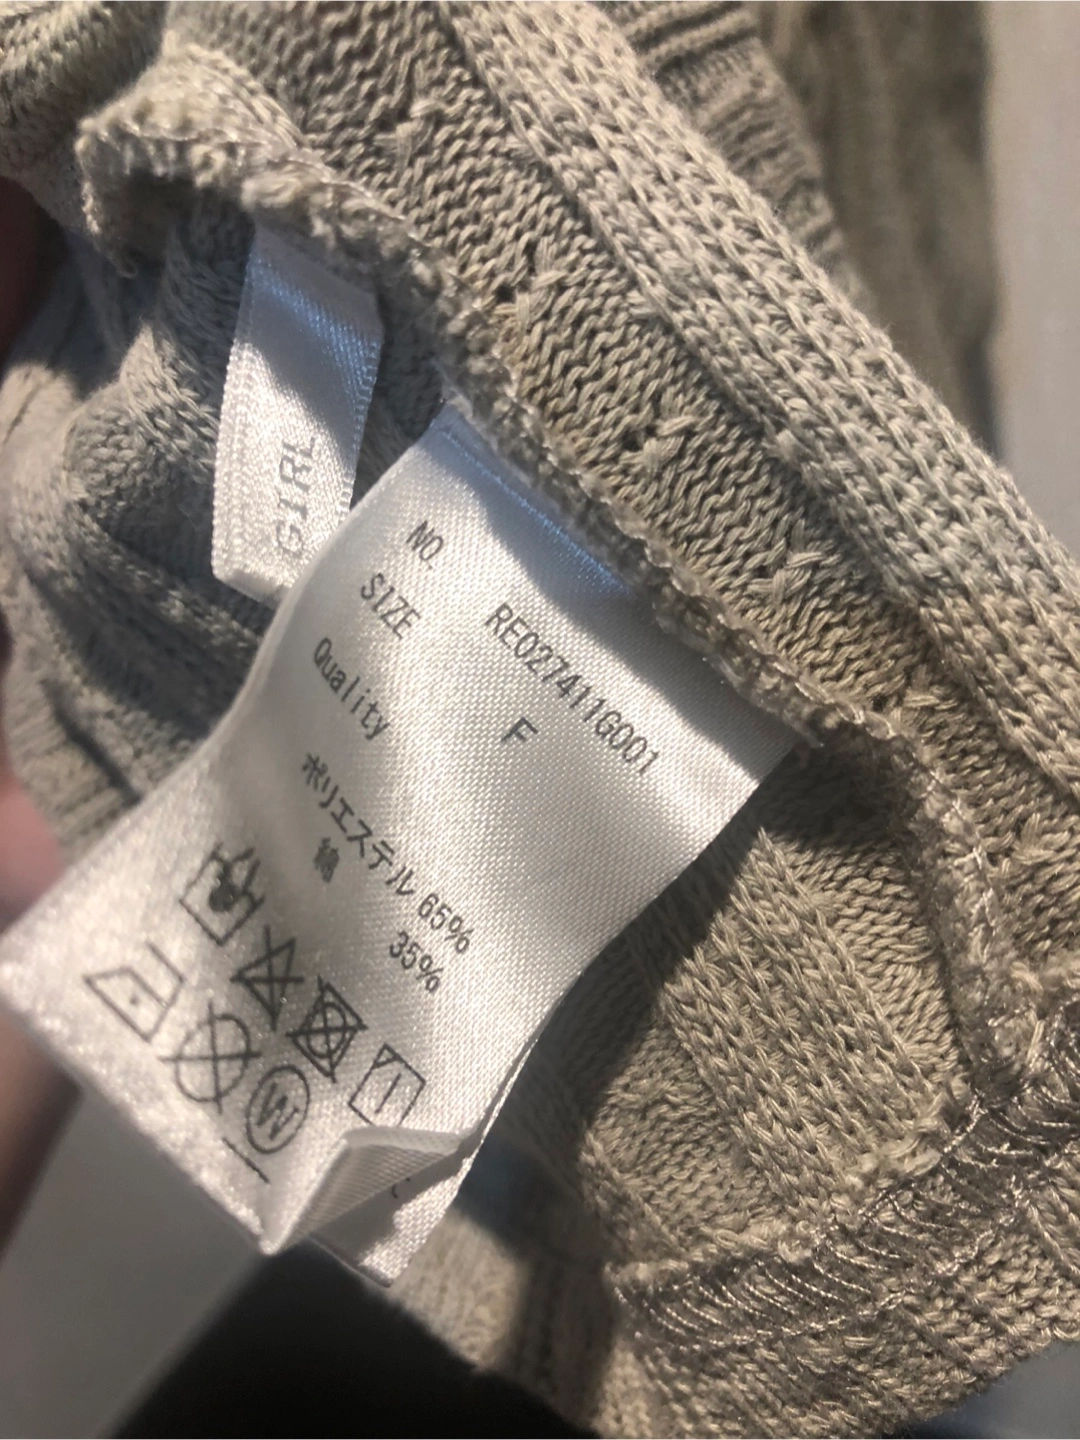 GIRL
NO. RE027411G001
SIZE F
Quality
ポリエステル 65%
綿 35%
W